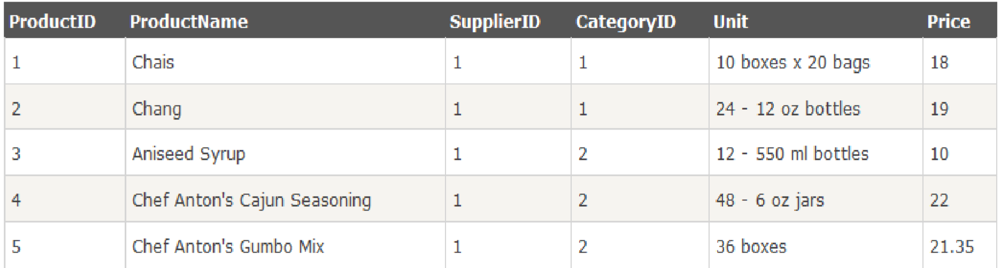 ProductID ProductName SupplierID CategoryID Unit Price
1 Chais 1 1 10 boxes x 20 bags 18
2 Chang 1 1 24 - 12 oz bottles 19
3 Aniseed Syrup 1 2 12 - 550 ml bottles 10
4 Chef Anton's Cajun Seasoning 1 2 48 - 6 oz jars 22
5 Chef Anton's Gumbo Mix 1 2 36 boxes 21.35